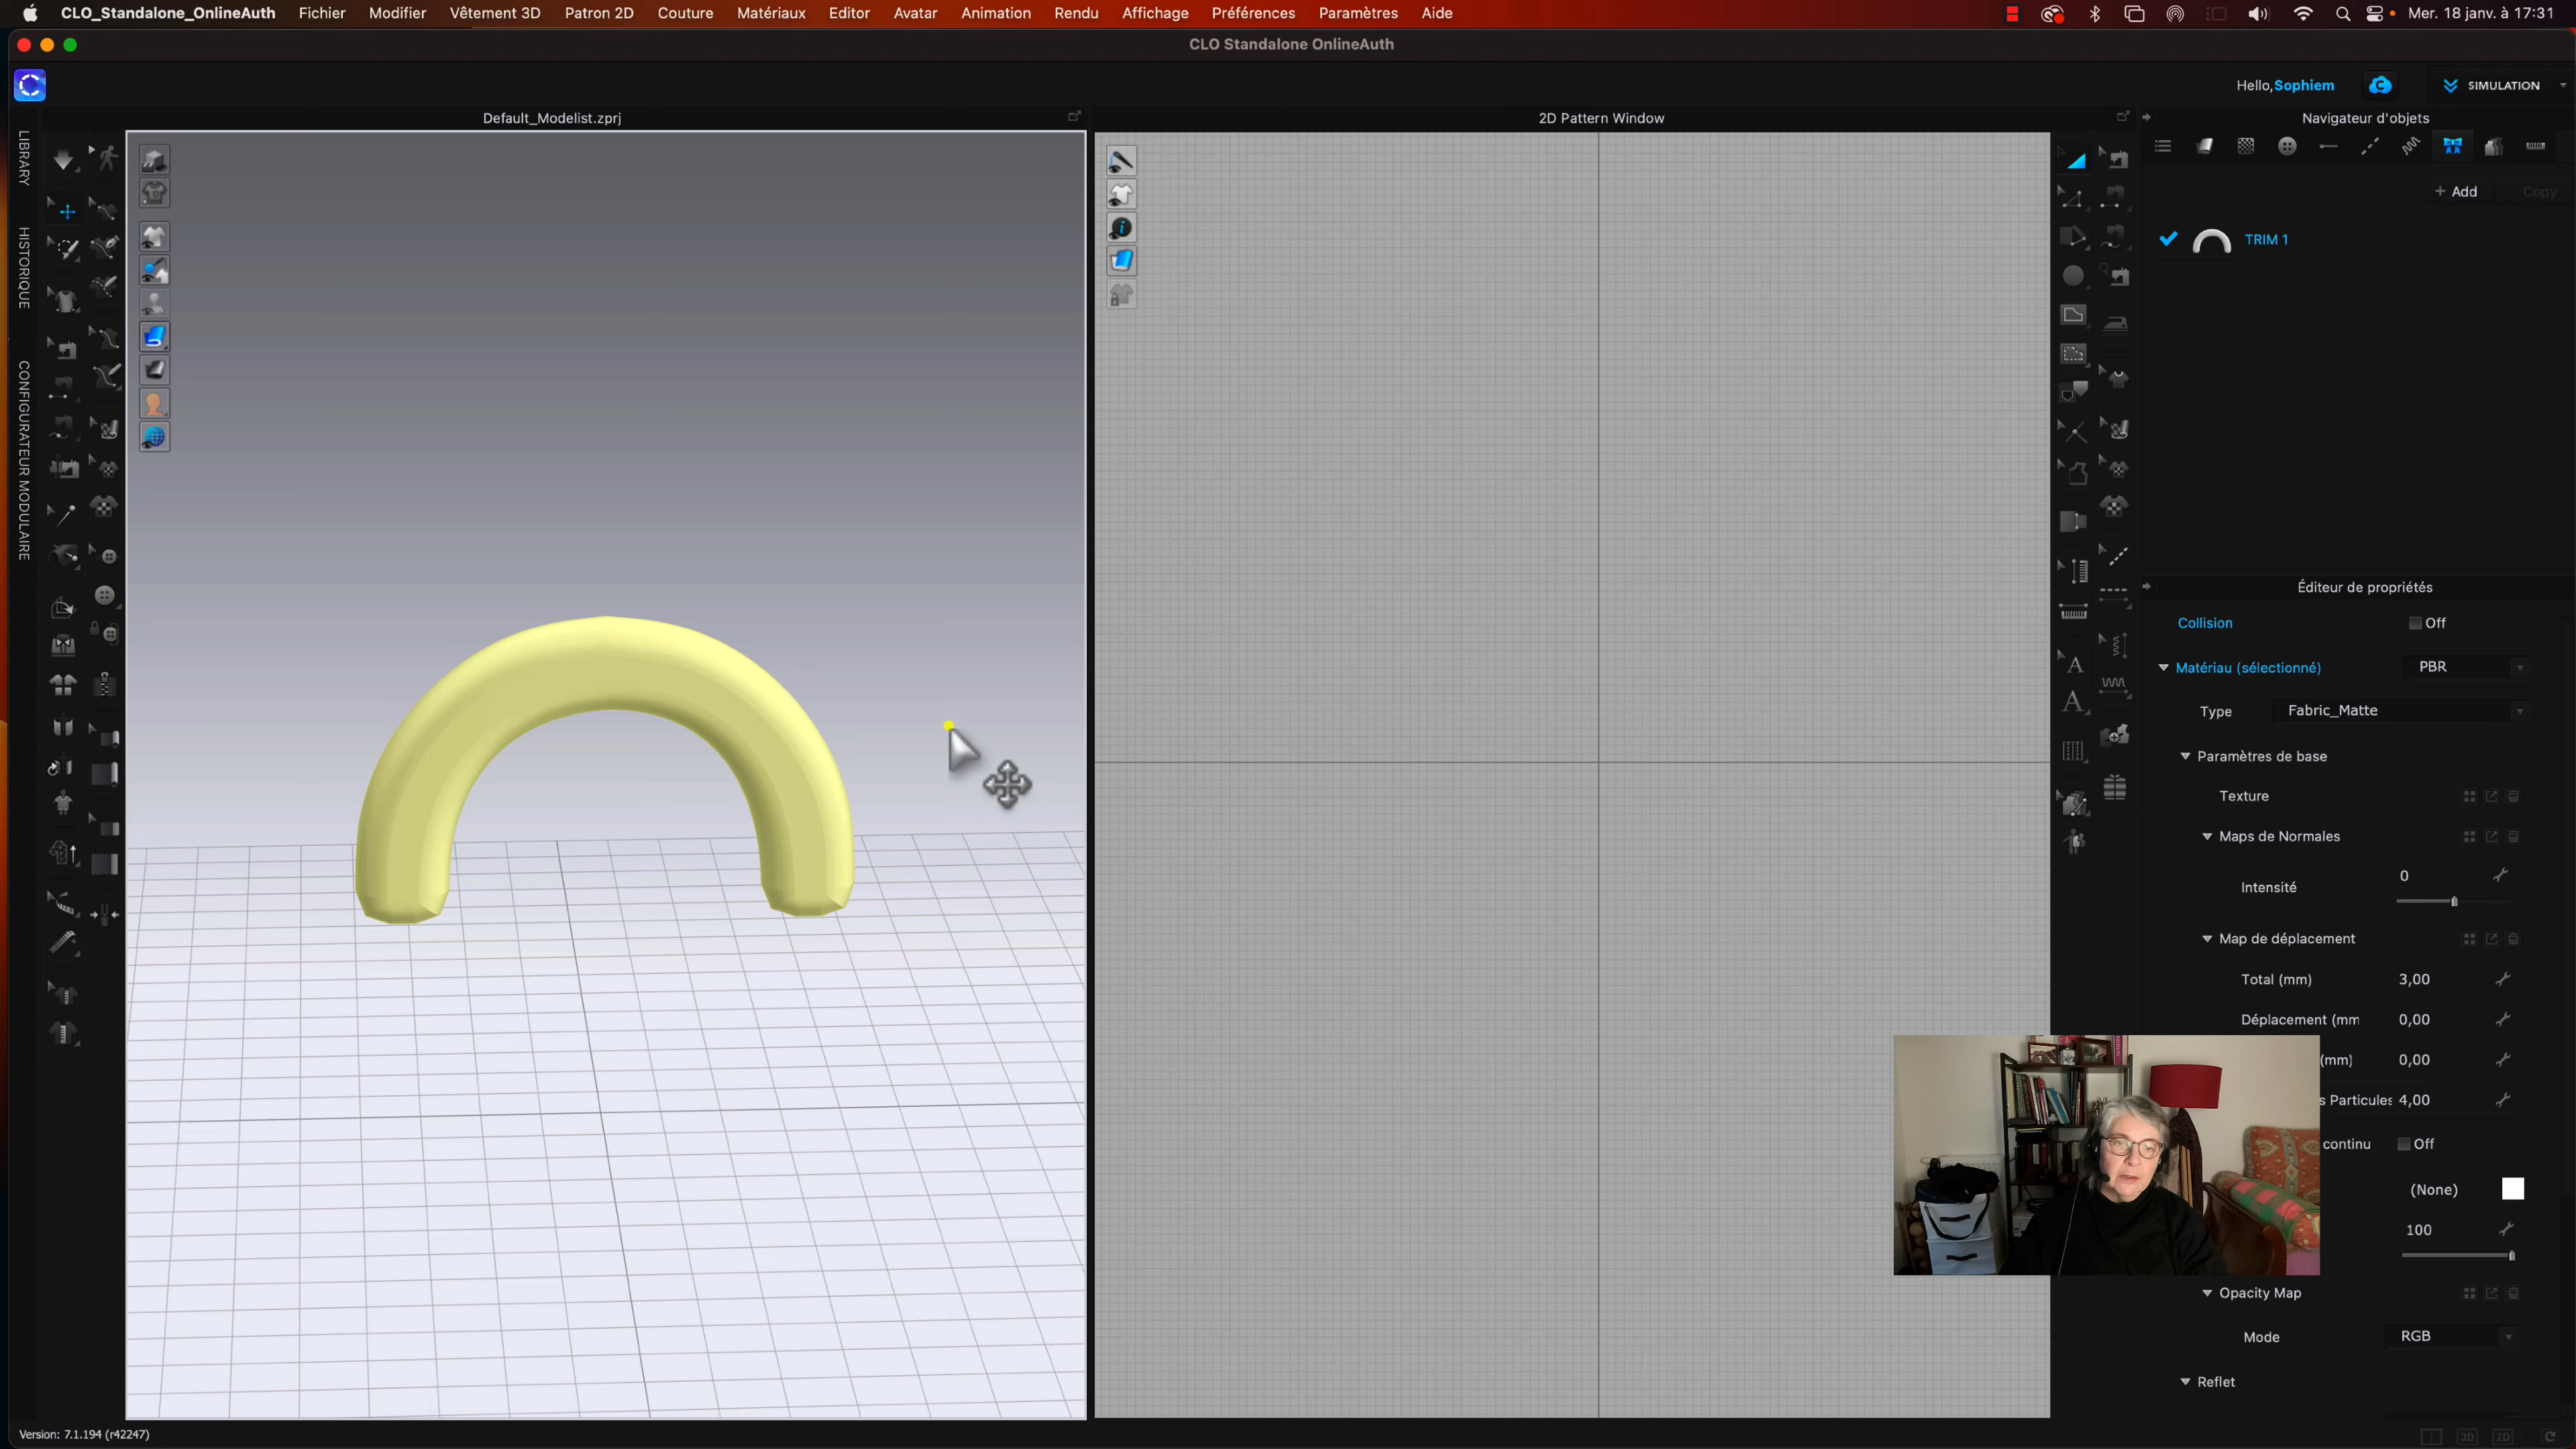 CLO_Standalone_OnlineAuth Fichier Modifier Vêtement 3D Patron 2D Couture Matériaux Editor Avatar Animation Rendu Affichage Préférences Paramètres Aide Mer. 18 janv. à 17:31
CLO Standalone OnlineAuth
Hello,Sophiem SIMULATION
Default_Modelist.zprj 2D Pattern Window Navigateur d'objets
LIBRARY
HISTORIQUE
CONFIGURATEUR MODULAIRE
+ Add Copy
TRIM 1
Éditeur de propriétés
Collision Off
Matériau (sélectionné) PBR
Type Fabric_Matte
Paramètres de base
Texture
Maps de Normales
Intensité 0
Map de déplacement
Total (mm) 3,00
Déplacement (mm 0,00
(mm) 0,00
s Particules 4,00
continu Off
(None)
100
Opacity Map
Mode RGB
Reflet
Version: 7.1.194 (r42247)
3D 2D